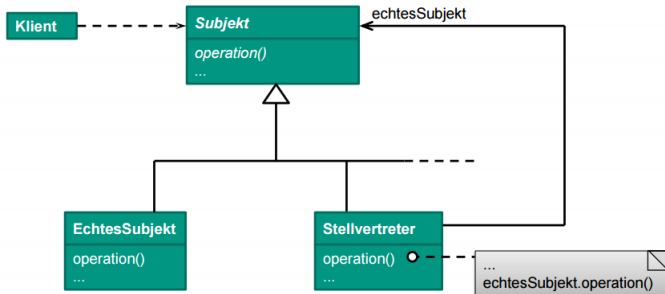 Klient
Subjekt
operation()
...
echtesSubjekt
EchtesSubjekt
operation()
...
Stellvertreter
operation()
...
...
echtesSubjekt.operation()